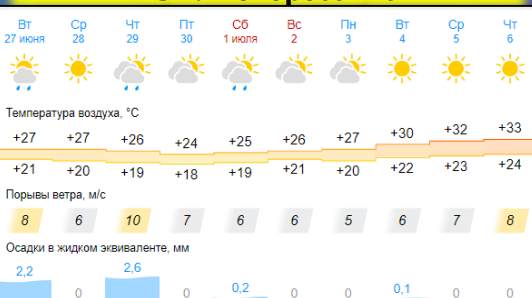 Вт Ср Чт Пт Сб Вс Пн Вт Ср Чт
27 июня 28 29 30 1 июля 2 3 4 5 6
Температура воздуха, °C
+27 +27 +26 +24 +25 +26 +27 +30 +32 +33
+21 +20 +19 +18 +19 +21 +20 +22 +23 +24
Порывы ветра, м/с
8 6 10 7 6 6 5 6 7 8
Осадки в жидком эквиваленте, мм
2,2 0 2,6 0 0,2 0 0 0,1 0 0